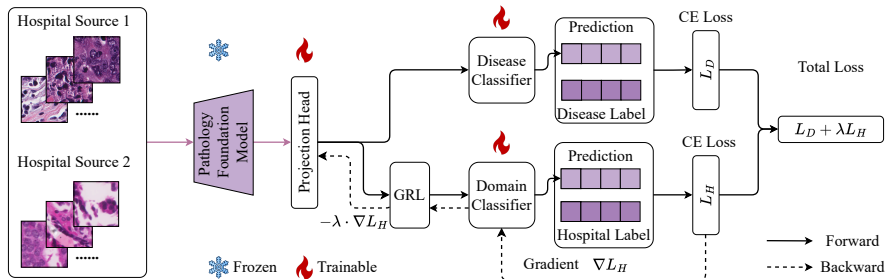 Hospital Source 1
......
Hospital Source 2
......
Pathology
Foundation
Model
Projection Head
−λ · ∇L_H
GRL
Disease
Classifier
Domain
Classifier
Prediction
Disease Label
Prediction
Hospital Label
CE Loss
L_D
CE Loss
L_H
Total Loss
L_D + λL_H
Gradient ∇L_H
Frozen
Trainable
Forward
Backward